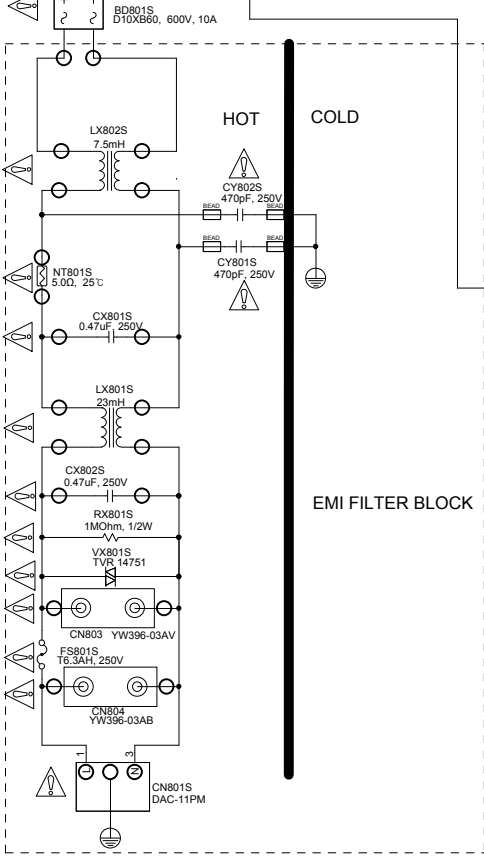 BD801S
D10XB60, 600V, 10A
HOT
COLD
LX802S
7.5mH
CY802S
470pF, 250V
BEAD
BEAD
BEAD
BEAD
CY801S
470pF, 250V
NT801S
5.0Ω, 25℃
CX801S
0.47uF, 250V
LX801S
23mH
CX802S
0.47uF, 250V
EMI FILTER BLOCK
RX801S
1MOhm, 1/2W
VX801S
TVR 14751
CN803 YW396-03AV
FS801S
T6.3AH, 250V
CN804
YW396-03AB
1
3
L
N
CN801S
DAC-11PM